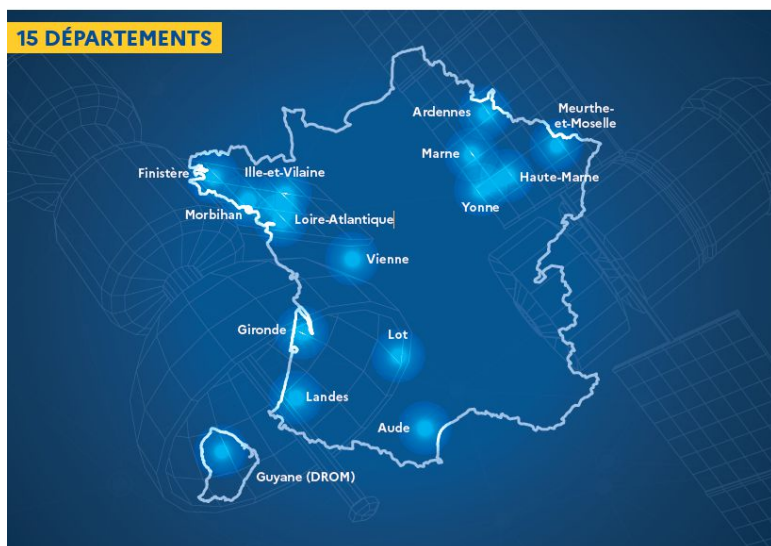 15 DÉPARTEMENTS
Ardennes
Meurthe-
et-Moselle
Marne
Haute-Marne
Yonne
Finistère
Ille-et-Vilaine
Morbihan
Loire-Atlantique
Vienne
Gironde
Lot
Landes
Aude
Guyane (DROM)